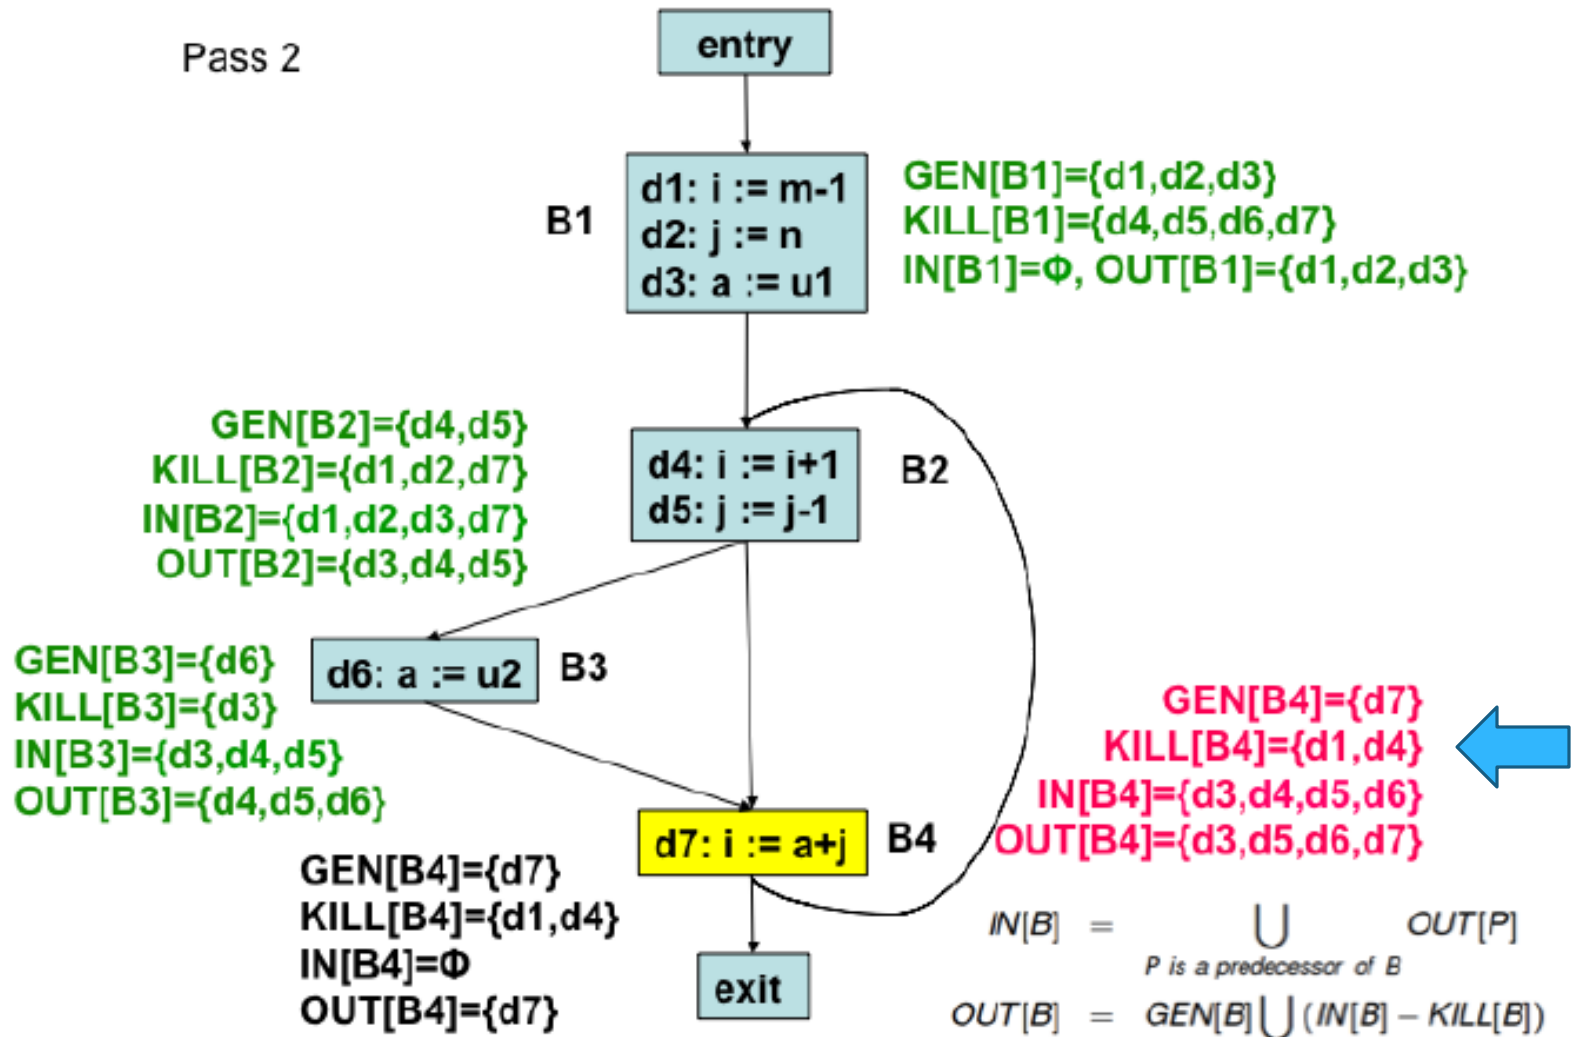 Pass 2
entry
B1
d1: i := m-1
d2: j := n
d3: a := u1
GEN[B1]={d1,d2,d3}
KILL[B1]={d4,d5,d6,d7}
IN[B1]=Φ, OUT[B1]={d1,d2,d3}
GEN[B2]={d4,d5}
KILL[B2]={d1,d2,d7}
IN[B2]={d1,d2,d3,d7}
OUT[B2]={d3,d4,d5}
d4: i := i+1
d5: j := j-1
B2
GEN[B3]={d6}
KILL[B3]={d3}
IN[B3]={d3,d4,d5}
OUT[B3]={d4,d5,d6}
d6: a := u2
B3
GEN[B4]={d7}
KILL[B4]={d1,d4}
IN[B4]={d3,d4,d5,d6}
OUT[B4]={d3,d5,d6,d7}
d7: i := a+j
B4
GEN[B4]={d7}
KILL[B4]={d1,d4}
IN[B4]=Φ
OUT[B4]={d7}
exit
IN[B] = ⋃ OUT[P]
P is a predecessor of B
OUT[B] = GEN[B] ⋃ (IN[B] − KILL[B])